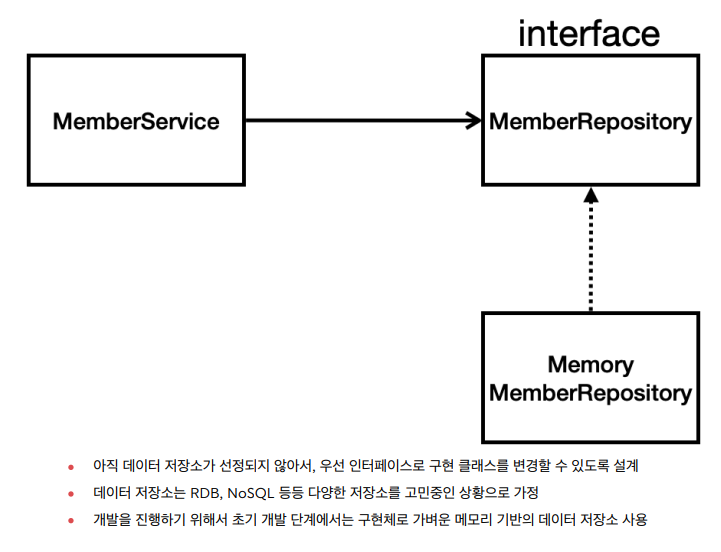 interface
MemberService
MemberRepository
Memory
MemberRepository
아직 데이터 저장소가 선정되지 않아서, 우선 인터페이스로 구현 클래스를 변경할 수 있도록 설계
데이터 저장소는 RDB, NoSQL 등등 다양한 저장소를 고민중인 상황으로 가정
개발을 진행하기 위해서 초기 개발 단계에서는 구현체로 가벼운 메모리 기반의 데이터 저장소 사용